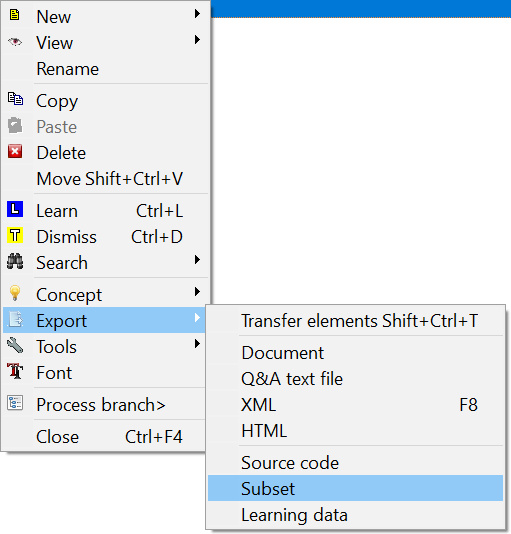 New
View
Rename
Copy
Paste
Delete
Move Shift+Ctrl+V
L Learn Ctrl+L
T Dismiss Ctrl+D
Search
Concept
Export
Tools
Font
Process branch>
Close Ctrl+F4
Transfer elements Shift+Ctrl+T
Document
Q&A text file
XML F8
HTML
Source code
Subset
Learning data